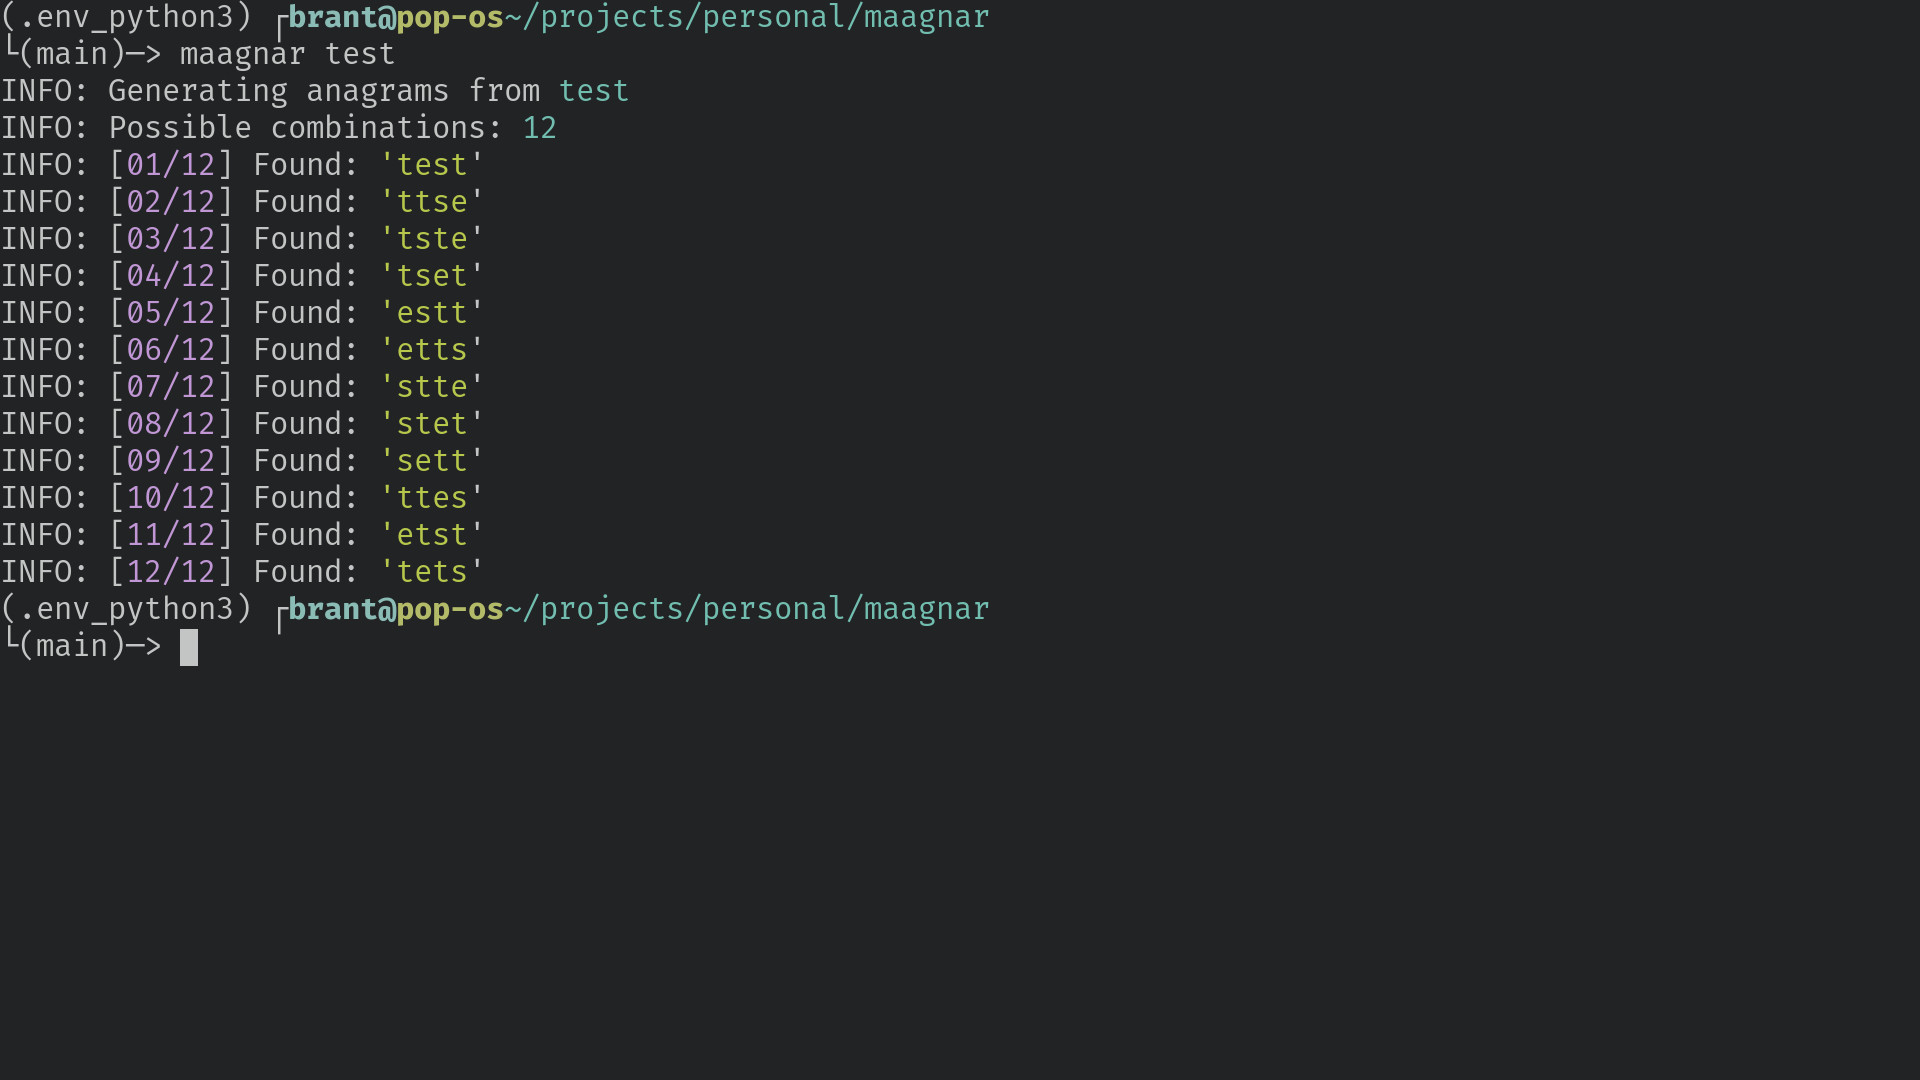 (.env_python3) ┌brant@pop-os~/projects/personal/maagnar
└(main)─> maagnar test
INFO: Generating anagrams from test
INFO: Possible combinations: 12
INFO: [01/12] Found: 'test'
INFO: [02/12] Found: 'ttse'
INFO: [03/12] Found: 'tste'
INFO: [04/12] Found: 'tset'
INFO: [05/12] Found: 'estt'
INFO: [06/12] Found: 'etts'
INFO: [07/12] Found: 'stte'
INFO: [08/12] Found: 'stet'
INFO: [09/12] Found: 'sett'
INFO: [10/12] Found: 'ttes'
INFO: [11/12] Found: 'etst'
INFO: [12/12] Found: 'tets'
(.env_python3) ┌brant@pop-os~/projects/personal/maagnar
└(main)─>